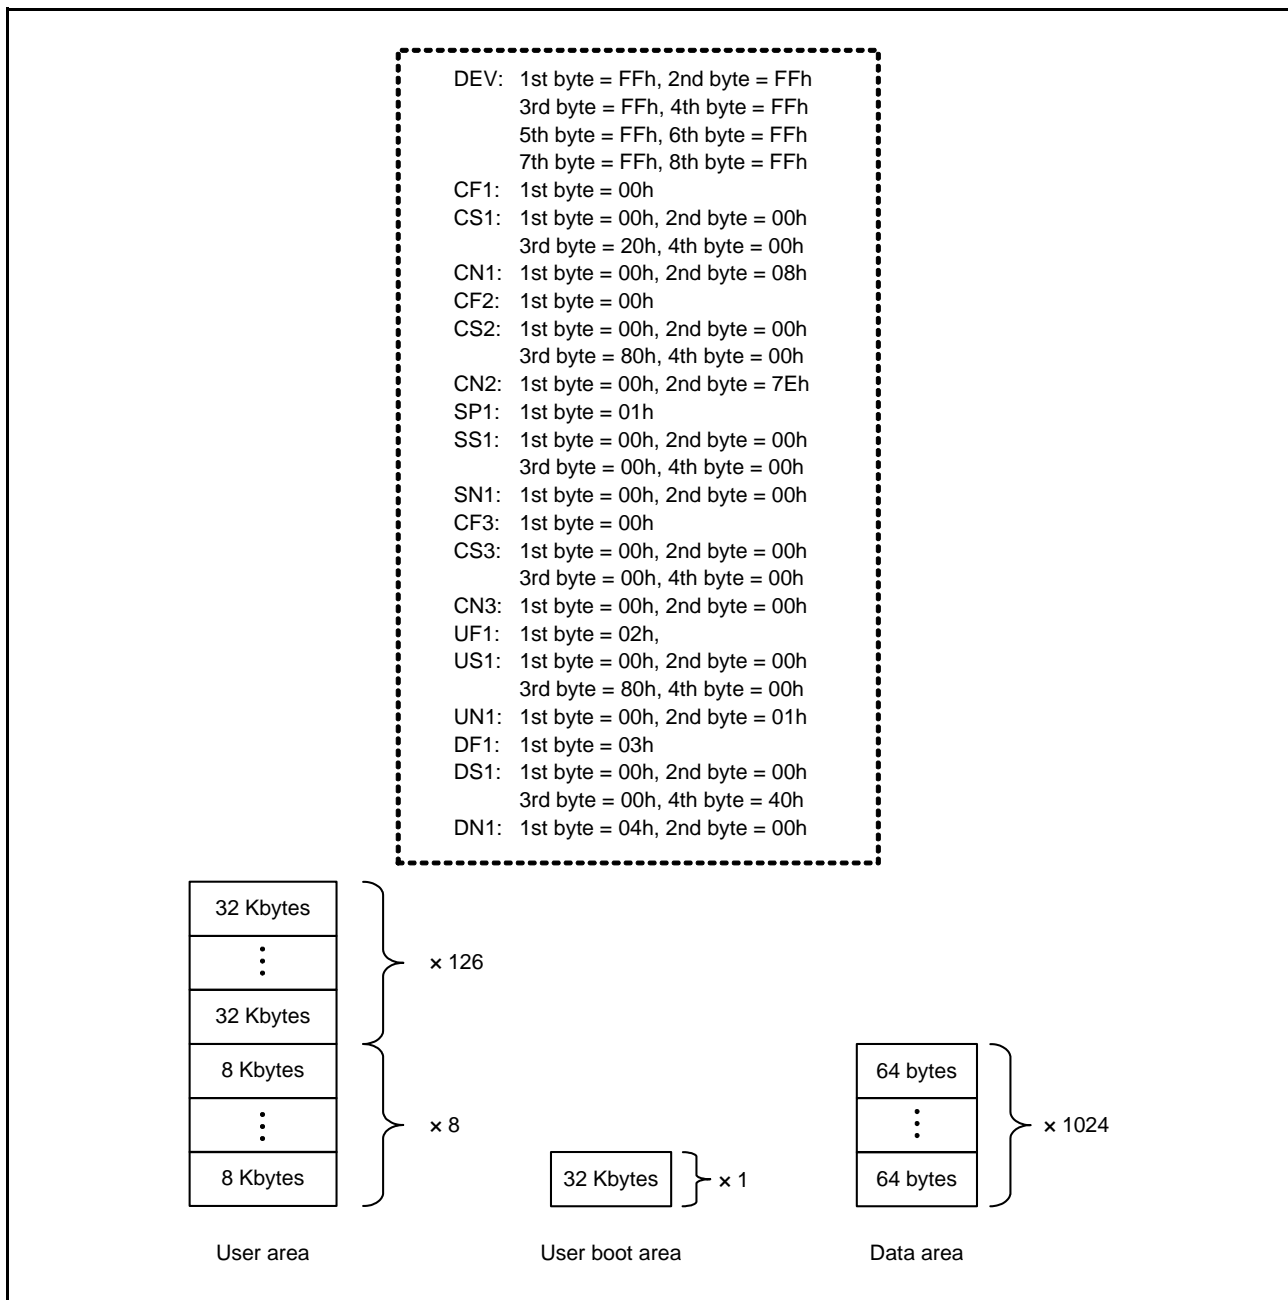 DEV: 1st byte = FFh, 2nd byte = FFh
3rd byte = FFh, 4th byte = FFh
5th byte = FFh, 6th byte = FFh
7th byte = FFh, 8th byte = FFh
CF1: 1st byte = 00h
CS1: 1st byte = 00h, 2nd byte = 00h
3rd byte = 20h, 4th byte = 00h
CN1: 1st byte = 00h, 2nd byte = 08h
CF2: 1st byte = 00h
CS2: 1st byte = 00h, 2nd byte = 00h
3rd byte = 80h, 4th byte = 00h
CN2: 1st byte = 00h, 2nd byte = 7Eh
SP1: 1st byte = 01h
SS1: 1st byte = 00h, 2nd byte = 00h
3rd byte = 00h, 4th byte = 00h
SN1: 1st byte = 00h, 2nd byte = 00h
CF3: 1st byte = 00h
CS3: 1st byte = 00h, 2nd byte = 00h
3rd byte = 00h, 4th byte = 00h
CN3: 1st byte = 00h, 2nd byte = 00h
UF1: 1st byte = 02h,
US1: 1st byte = 00h, 2nd byte = 00h
3rd byte = 80h, 4th byte = 00h
UN1: 1st byte = 00h, 2nd byte = 01h
DF1: 1st byte = 03h
DS1: 1st byte = 00h, 2nd byte = 00h
3rd byte = 00h, 4th byte = 40h
DN1: 1st byte = 04h, 2nd byte = 00h
32 Kbytes
⋮
× 126
32 Kbytes
8 Kbytes
⋮
× 8
8 Kbytes
User area
32 Kbytes
× 1
User boot area
64 bytes
⋮
× 1024
64 bytes
Data area